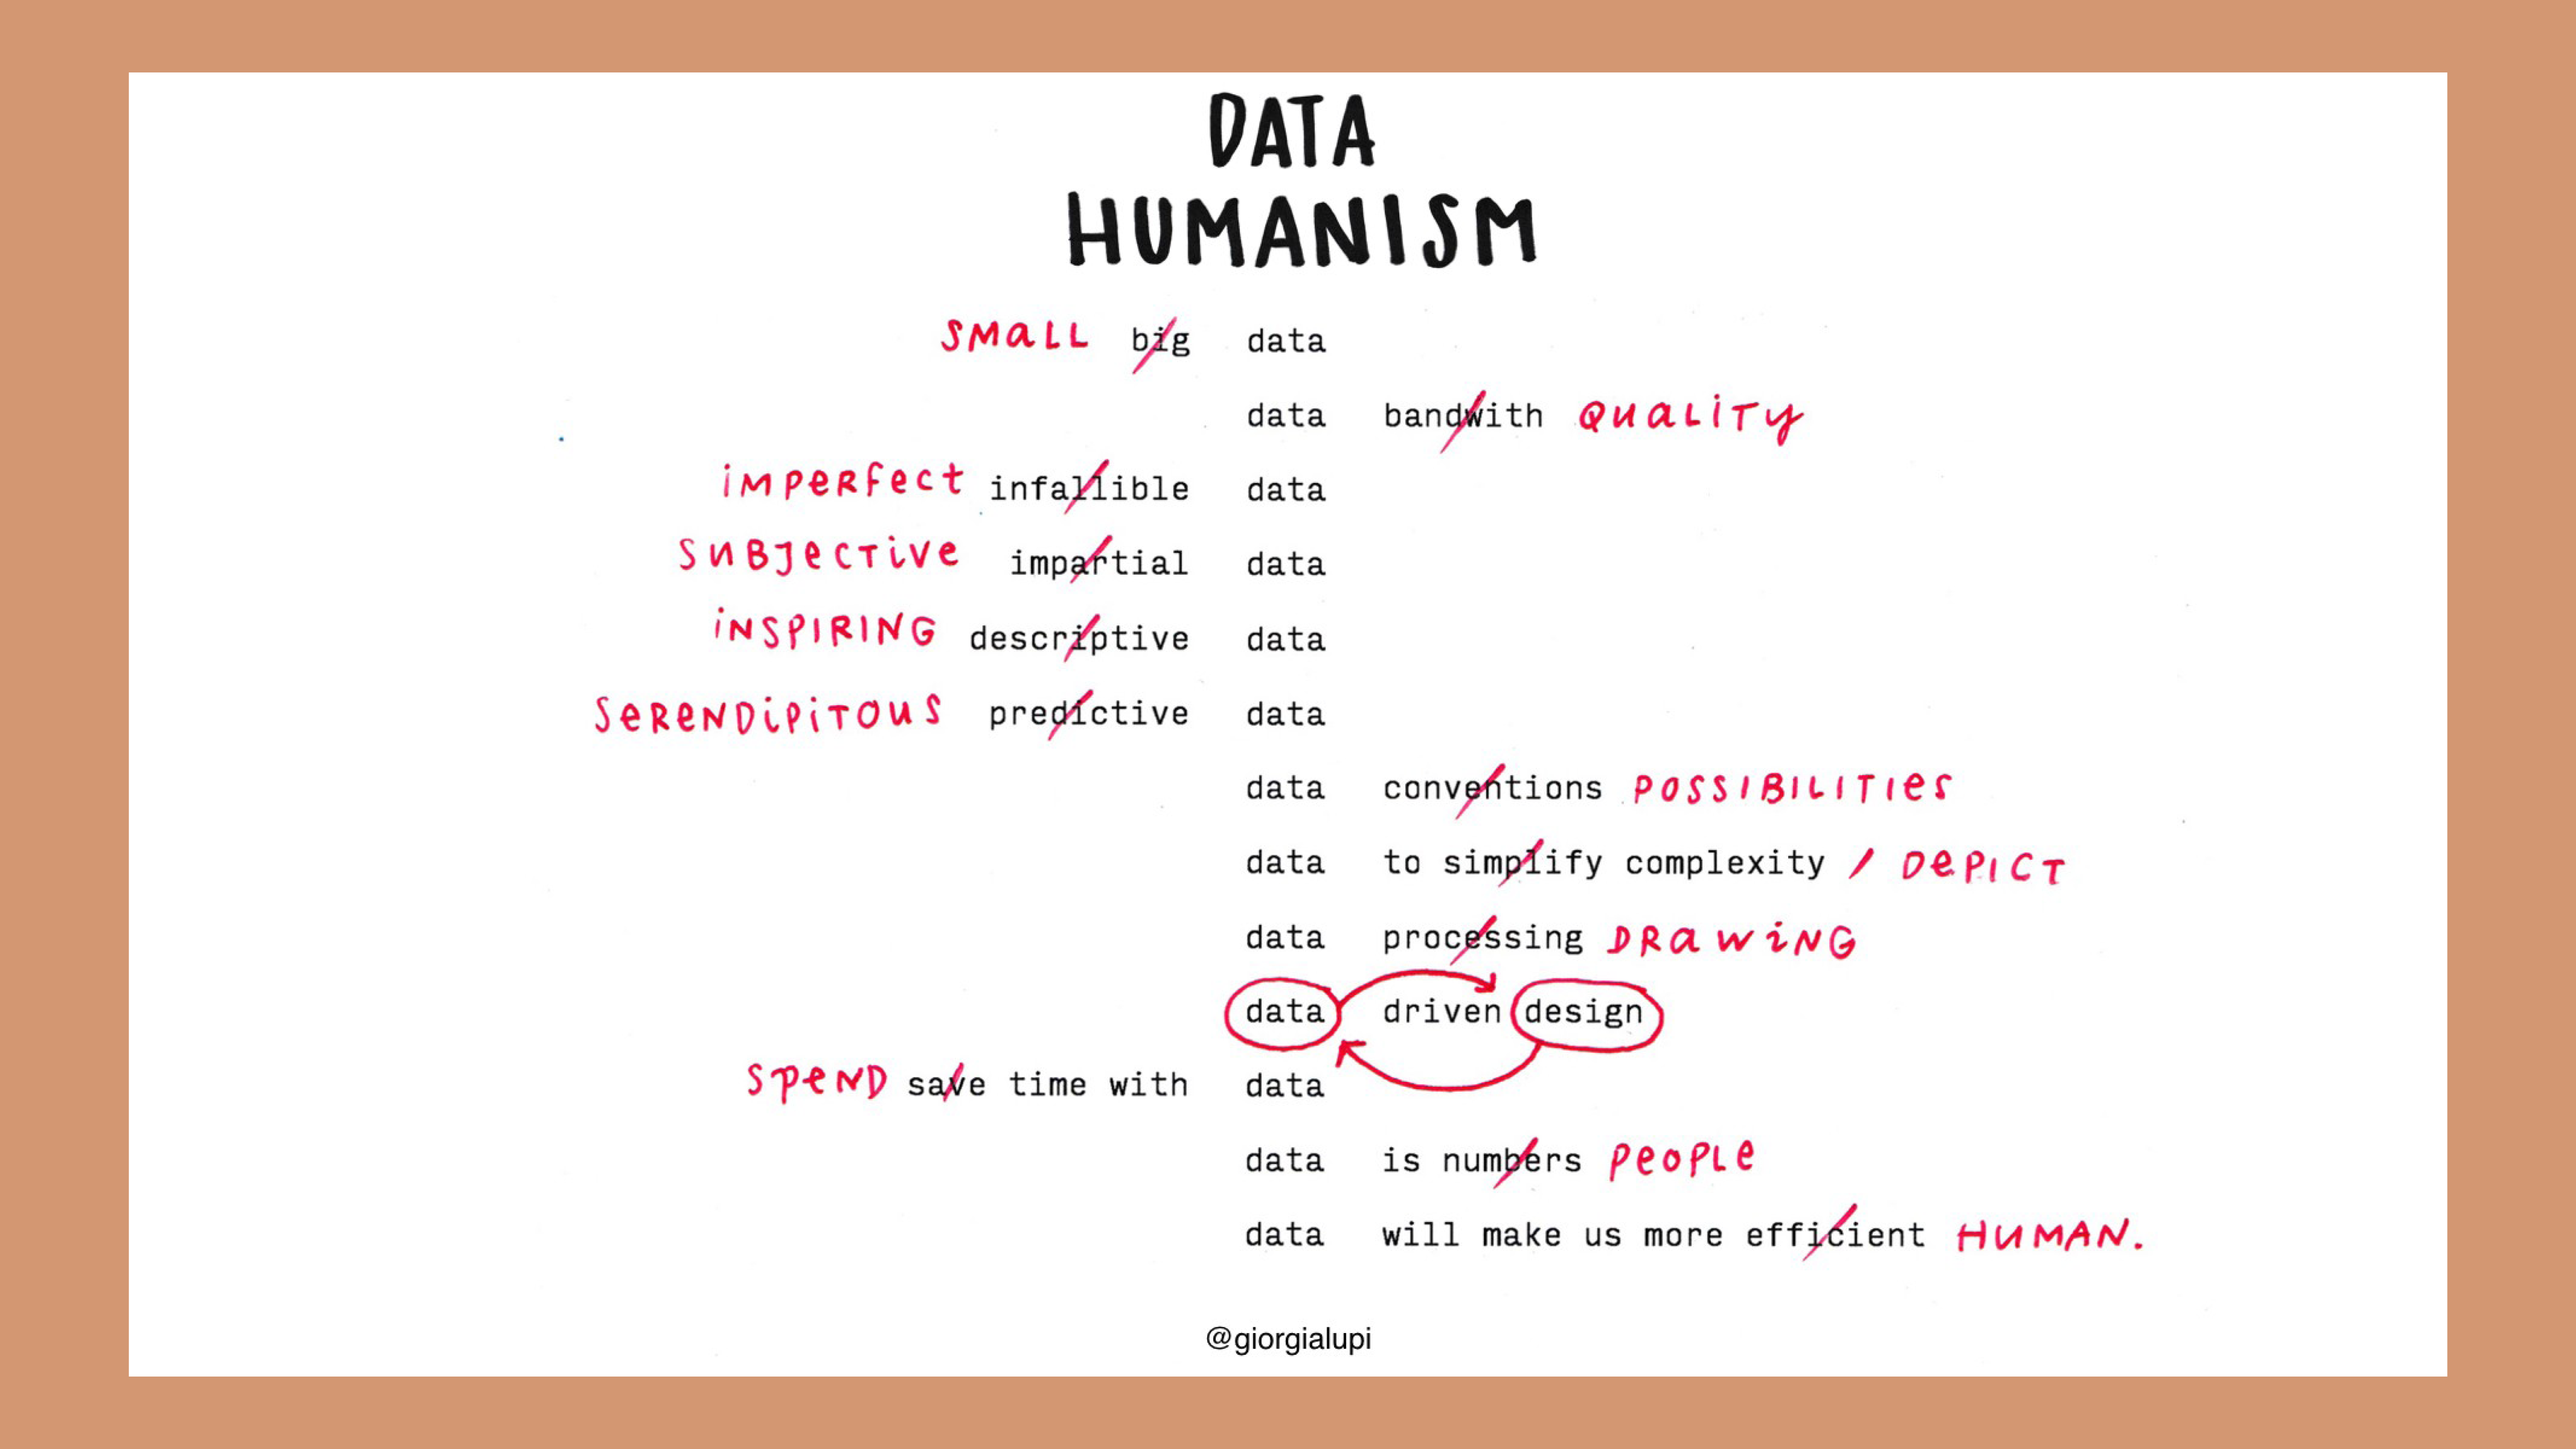 DATA
HUMANISM
SMALL big data
data bandwith QUALITY
IMPERFECT infallible data
SUBJECTIVE impartial data
INSPIRING descriptive data
SERENDIPITOUS predictive data
data conventions POSSIBILITIES
data to simplify complexity / DEPICT
data processing DRAWING
data driven design
SPEND save time with data
data is numbers PEOPLE
data will make us more efficient HUMAN.
@giorgialupi